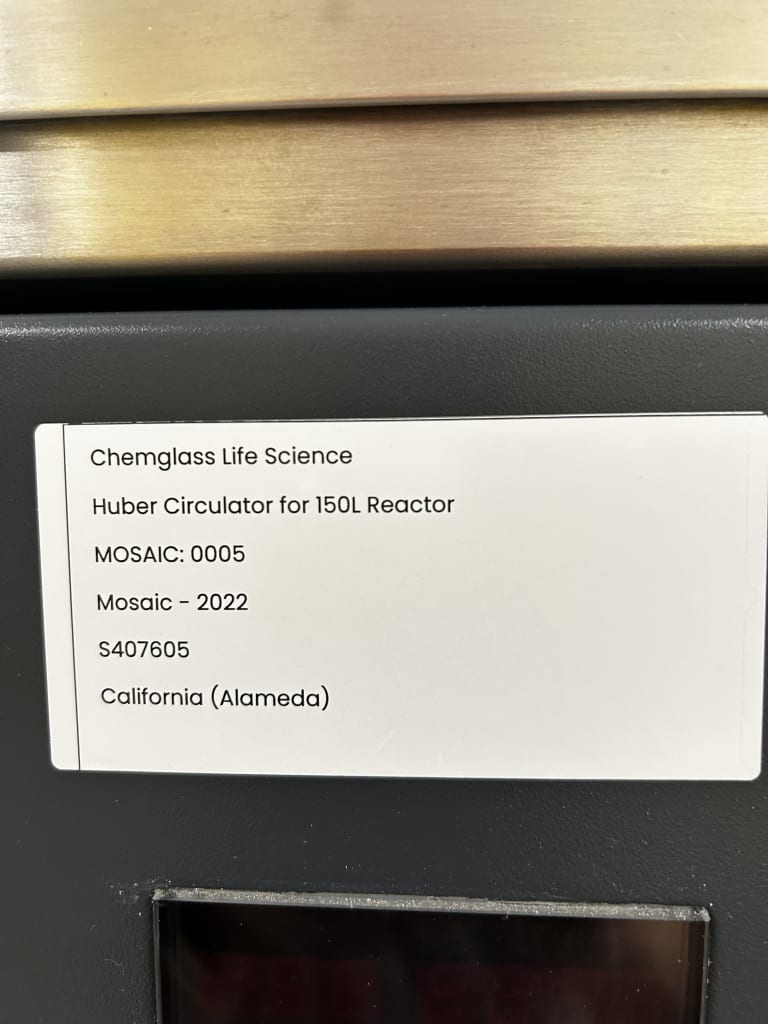 Chemglass Life Science
Huber Circulator for 150L Reactor
MOSAIC: 0005
Mosaic - 2022
S407605
California (Alameda)